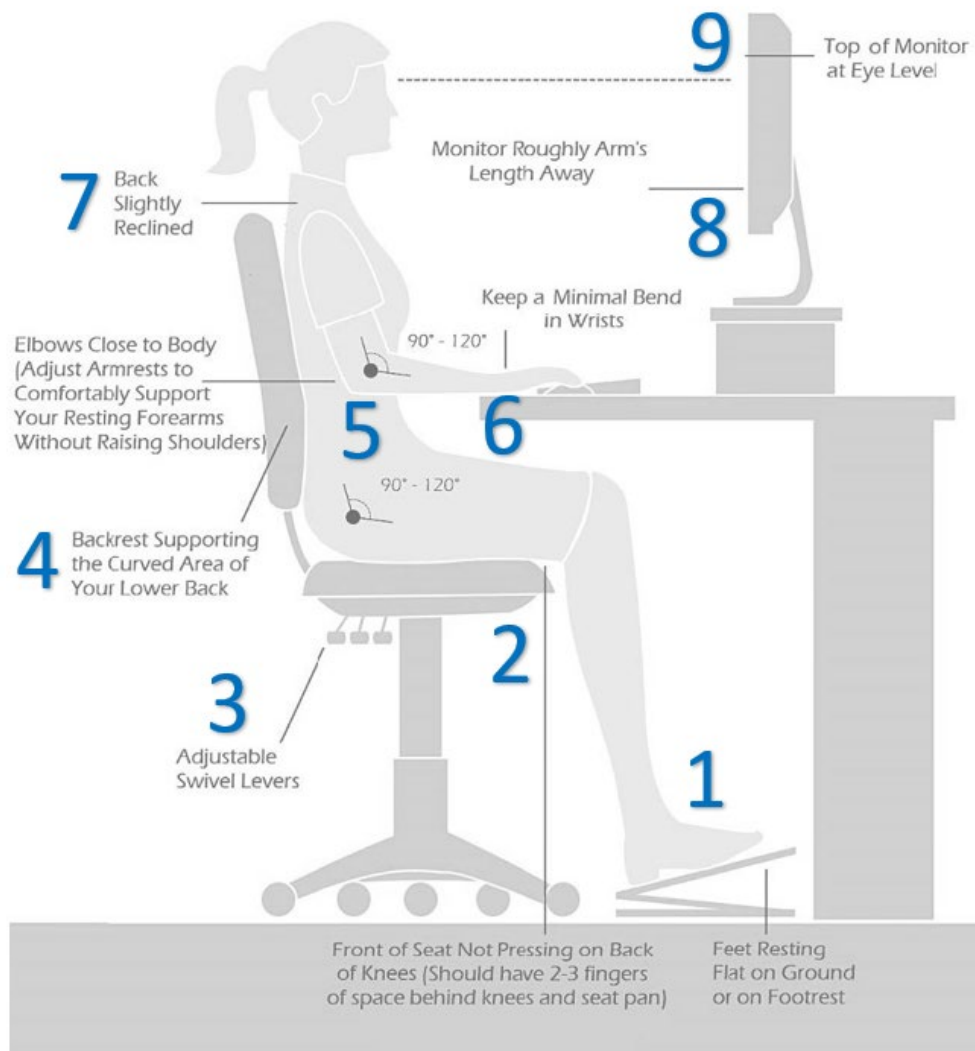 9
Top of Monitor
at Eye Level
Monitor Roughly Arm's
Length Away
8
7
Back
Slightly
Reclined
Keep a Minimal Bend
in Wrists
90° - 120°
Elbows Close to Body
(Adjust Armrests to
Comfortably Support
Your Resting Forearms
Without Raising Shoulders)
5
6
90° - 120°
4
Backrest Supporting
the Curved Area of
Your Lower Back
2
3
Adjustable
Swivel Levers
1
Front of Seat Not Pressing on Back
of Knees (Should have 2-3 fingers
of space behind knees and seat pan)
Feet Resting
Flat on Ground
or on Footrest